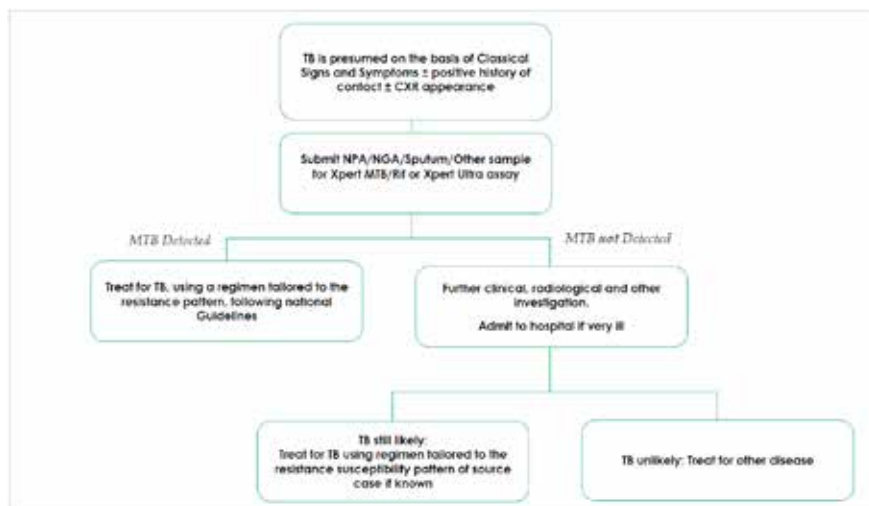 TB is presumed on the basis of Classical
Signs and Symptoms ± positive history of
contact ± CXR appearance
Submit NPA/NGA/Sputum/Other sample
for Xpert MTB/Rif or Xpert Ultra assay
MTB Detected
MTB not Detected
Treat for TB, using a regimen tailored to the
resistance pattern, following national
Guidelines
Further clinical, radiological and other
investigation.
Admit to hospital if very ill
TB still likely:
Treat for TB using regimen tailored to the
resistance susceptibility pattern of source
case if known
TB unlikely: Treat for other disease